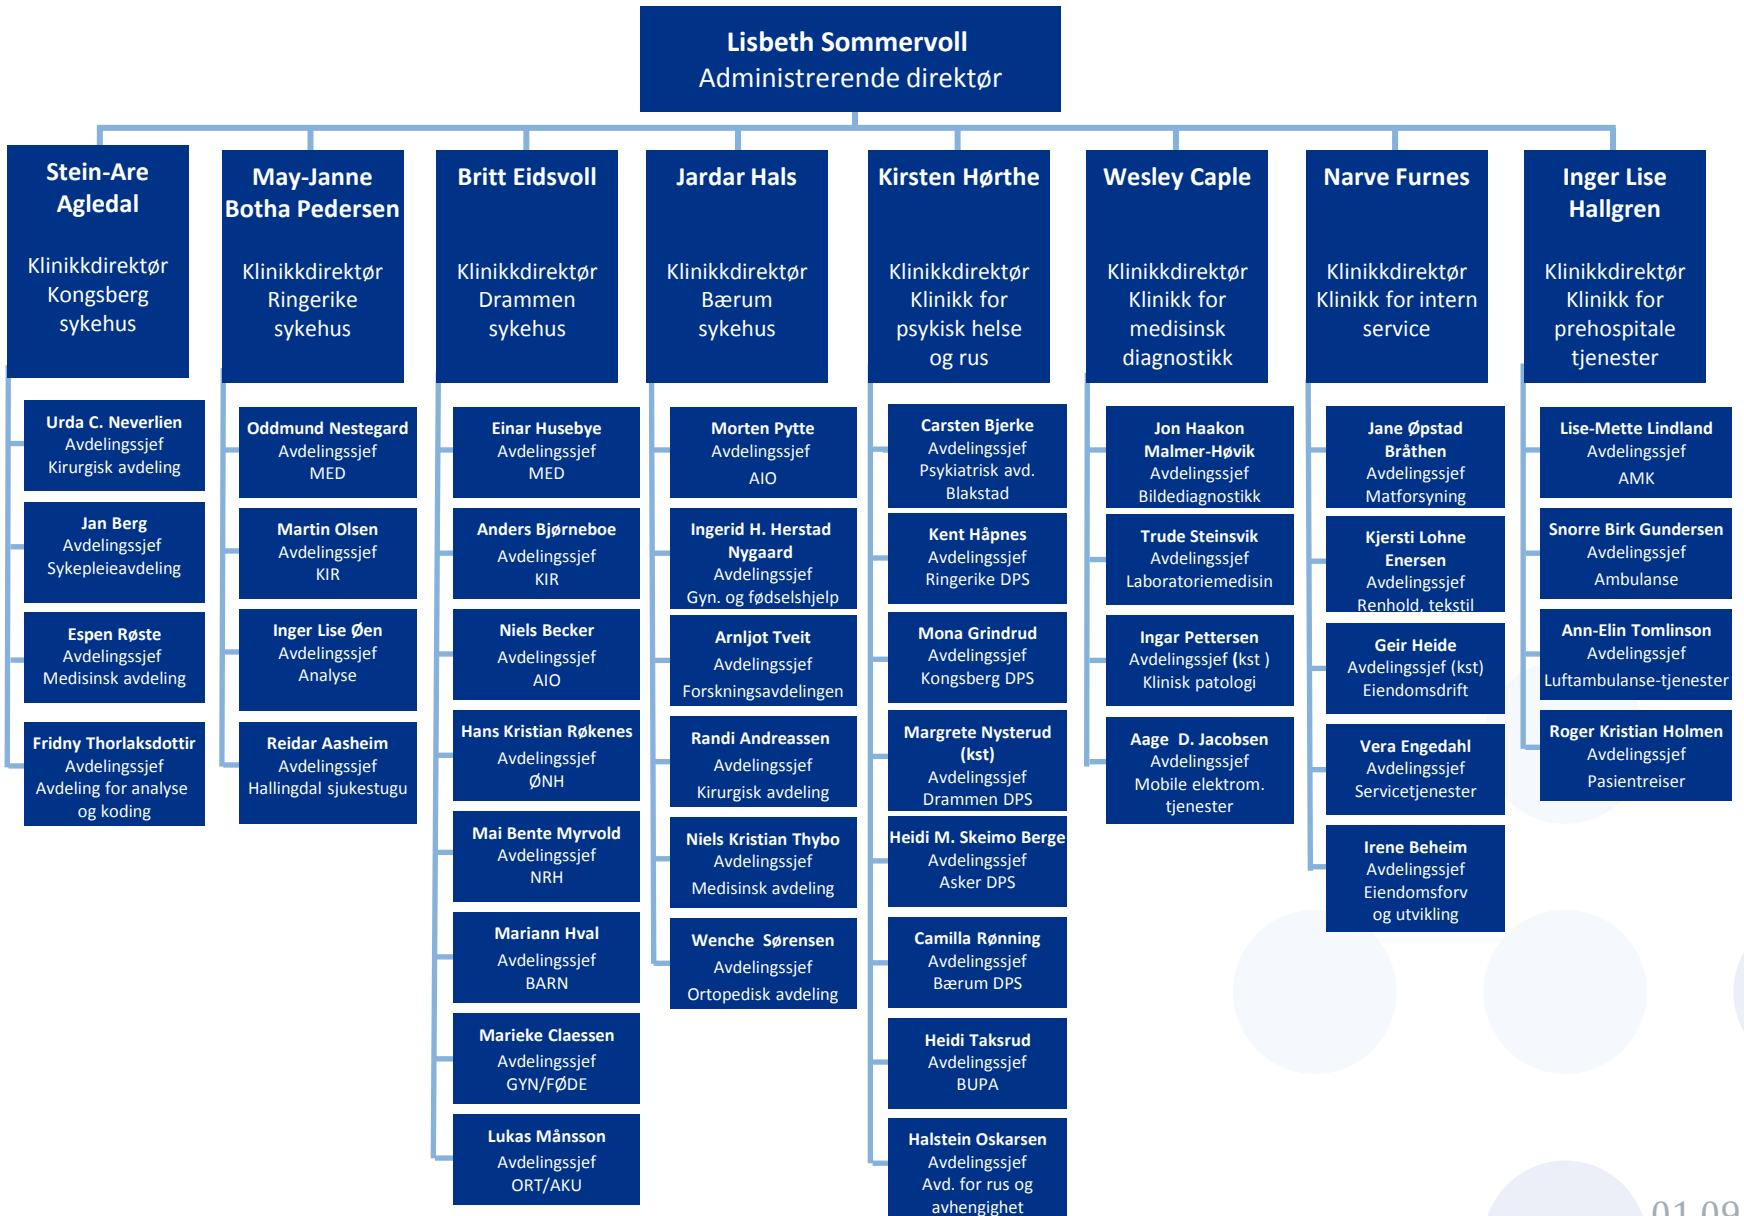 Lisbeth Sommervoll
Administrerende direktør
Stein-Are
Agledal
Klinikkdirektør
Kongsberg
sykehus
Urda C. Neverlien
Avdelingssjef
Kirurgisk avdeling
Jan Berg
Avdelingssjef
Sykepleieavdeling
Espen Røste
Avdelingssjef
Medisinsk avdeling
Fridny Thorlaksdottir
Avdelingssjef
Avdeling for analyse
og koding
May-Janne
Botha Pedersen
Klinikkdirektør
Ringerike
sykehus
Oddmund Nestegard
Avdelingssjef
MED
Martin Olsen
Avdelingssjef
KIR
Inger Lise Øen
Avdelingssjef
Analyse
Reidar Aasheim
Avdelingssjef
Hallingdal sjukestugu
Britt Eidsvoll
Klinikkdirektør
Drammen
sykehus
Einar Husebye
Avdelingssjef
MED
Anders Bjørneboe
Avdelingssjef
KIR
Niels Becker
Avdelingssjef
AIO
Hans Kristian Røkenes
Avdelingssjef
ØNH
Mai Bente Myrvold
Avdelingssjef
NRH
Mariann Hval
Avdelingssjef
BARN
Marieke Claessen
Avdelingssjef
GYN/FØDE
Lukas Månsson
Avdelingssjef
ORT/AKU
Jardar Hals
Klinikkdirektør
Bærum
sykehus
Morten Pytte
Avdelingssjef
AIO
Ingerid H. Herstad
Nygaard
Avdelingssjef
Gyn. og fødselshjelp
Arnljot Tveit
Avdelingssjef
Forskningsavdelingen
Randi Andreassen
Avdelingssjef
Kirurgisk avdeling
Niels Kristian Thybo
Avdelingssjef
Medisinsk avdeling
Wenche Sørensen
Avdelingssjef
Ortopedisk avdeling
Kirsten Hørthe
Klinikkdirektør
Klinikk for
psykisk helse
og rus
Carsten Bjerke
Avdelingssjef
Psykiatrisk avd.
Blakstad
Kent Håpnes
Avdelingssjef
Ringerike DPS
Mona Grindrud
Avdelingssjef
Kongsberg DPS
Margrete Nysterud
(kst)
Avdelingssjef
Drammen DPS
Heidi M. Skeimo Berge
Avdelingssjef
Asker DPS
Camilla Rønning
Avdelingssjef
Bærum DPS
Heidi Taksrud
Avdelingssjef
BUPA
Halstein Oskarsen
Avdelingssjef
Avd. for rus og
avhengighet
Wesley Caple
Klinikkdirektør
Klinikk for
medisinsk
diagnostikk
Jon Haakon
Malmer-Høvik
Avdelingssjef
Bildediagnostikk
Trude Steinsvik
Avdelingssjef
Laboratoriemedisin
Ingar Pettersen
Avdelingssjef (kst )
Klinisk patologi
Aage D. Jacobsen
Avdelingssjef
Mobile elektrom.
tjenester
Narve Furnes
Klinikkdirektør
Klinikk for intern
service
Jane Øpstad
Bråthen
Avdelingssjef
Matforsyning
Kjersti Lohne
Enersen
Avdelingssjef
Renhold, tekstil
Geir Heide
Avdelingssjef (kst)
Eiendomsdrift
Vera Engedahl
Avdelingssjef
Servicetjenester
Irene Beheim
Avdelingssjef
Eiendomsforv
og utvikling
Inger Lise
Hallgren
Klinikkdirektør
Klinikk for
prehospitale
tjenester
Lise-Mette Lindland
Avdelingssjef
AMK
Snorre Birk Gundersen
Avdelingssjef
Ambulanse
Ann-Elin Tomlinson
Avdelingssjef
Luftambulanse-tjenester
Roger Kristian Holmen
Avdelingssjef
Pasientreiser
01.09